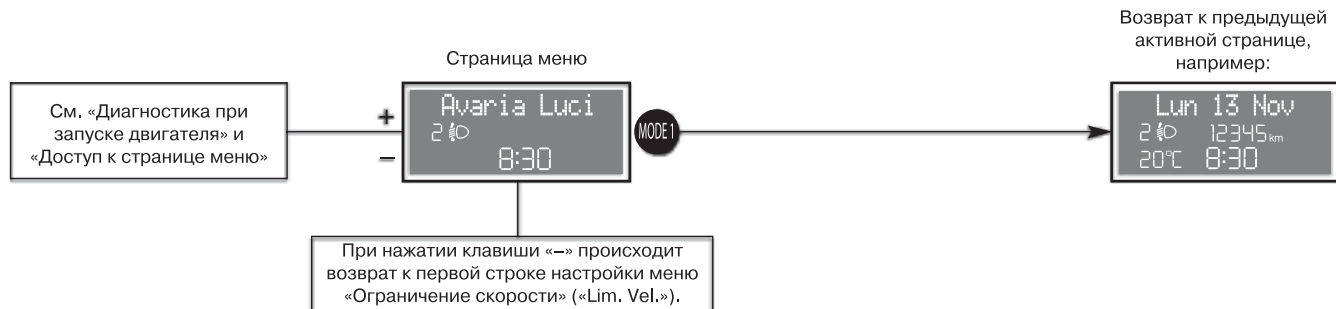 См. «Диагностика при
запуске двигателя» и
«Доступ к странице меню»
Страница меню
+
–
Avaria Luci
2
8:30
MODE 1
При нажатии клавиши «–» происходит
возврат к первой строке настройки меню
«Ограничение скорости» («Lim. Vel.»).
Возврат к предыдущей
активной странице,
например:
Lun 13 Nov
2 12345 km
20°C 8:30